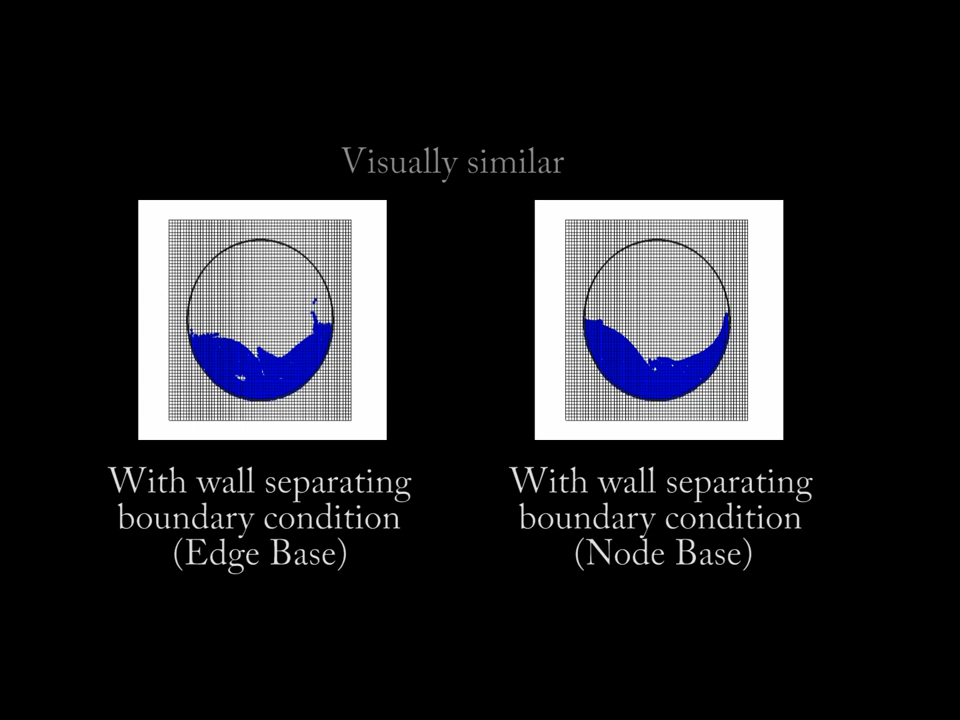 Visually similar
With wall separating
boundary condition
(Edge Base)
With wall separating
boundary condition
(Node Base)